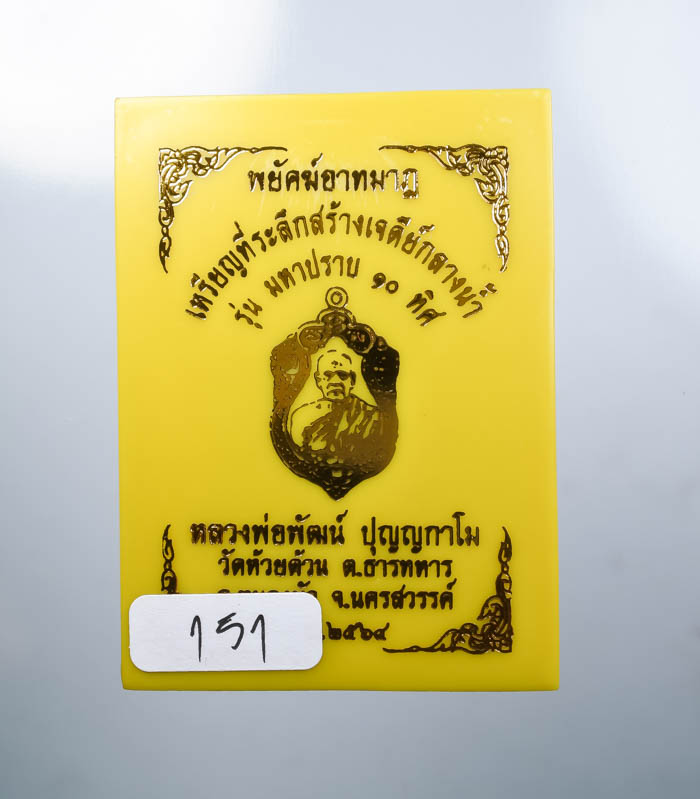 พยัคฆ์อาทมาฎ
เหรียญที่ระลึกสร้างเจดีย์กลางน้ำ
รุ่น มหาปราบ ๑๐ ทิศ
หลวงพ่อพัฒน์ ปุญญกาโม
วัดห้วยด้วน ต.ธารทหาร
จ.นครสวรรค์
๒๕๖๔
151